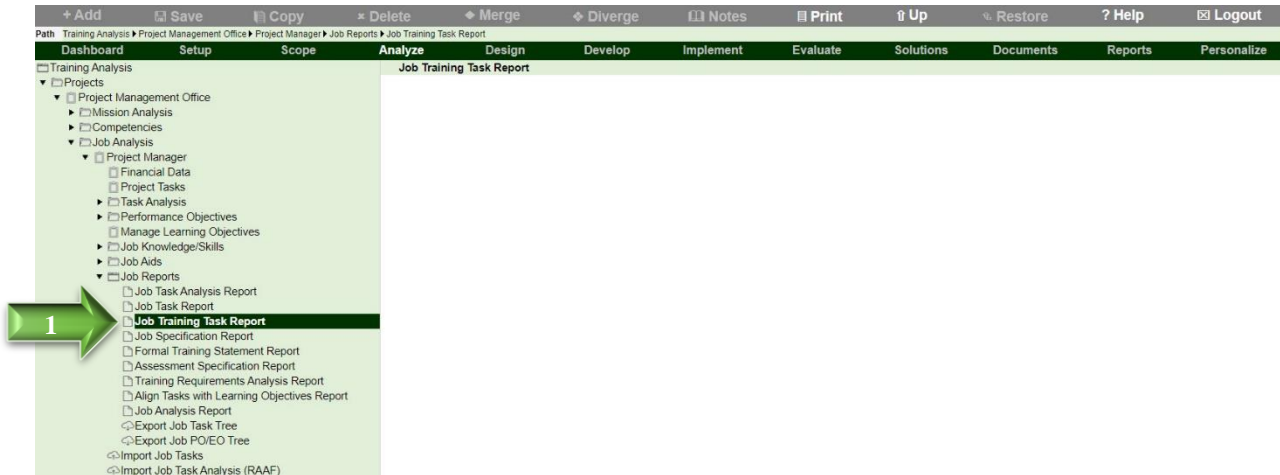 + Add Save Copy × Delete Merge Diverge Notes Print Up Restore ? Help Logout
Path Training Analysis Project Management Office Project Manager Job Reports Job Training Task Report
Dashboard Setup Scope Analyze Design Develop Implement Evaluate Solutions Documents Reports Personalize
Training Analysis
Job Training Task Report
Projects
Project Management Office
Mission Analysis
Competencies
Job Analysis
Project Manager
Financial Data
Project Tasks
Task Analysis
Performance Objectives
Manage Learning Objectives
Job Knowledge/Skills
Job Aids
Job Reports
Job Task Analysis Report
Job Task Report
1
Job Training Task Report
Job Specification Report
Formal Training Statement Report
Assessment Specification Report
Training Requirements Analysis Report
Align Tasks with Learning Objectives Report
Job Analysis Report
Export Job Task Tree
Export Job PO/EO Tree
Import Job Tasks
Import Job Task Analysis (RAAF)